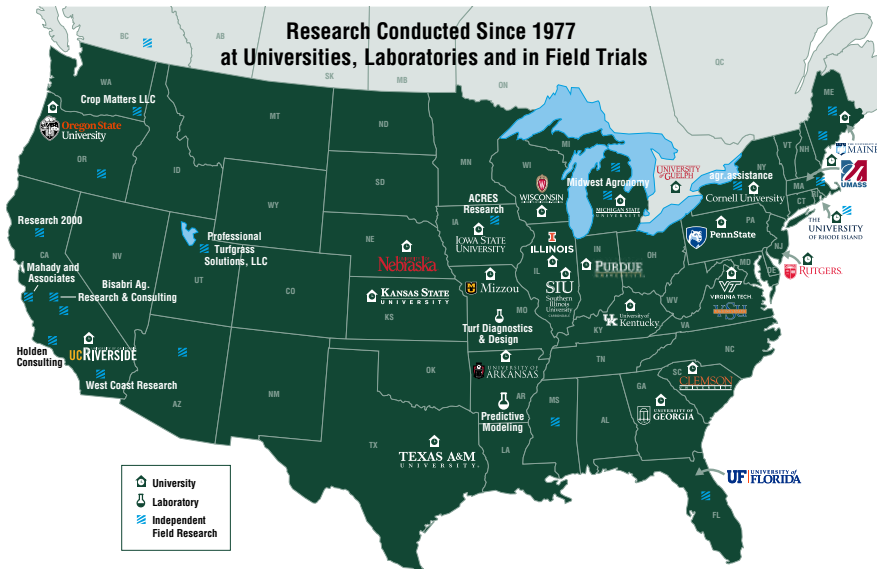 Research Conducted Since 1977
at Universities, Laboratories and in Field Trials
BC
AB
SK
MB
ON
QC
WA
Crop Matters LLC
Oregon State
University
OR
ID
MT
ND
MN
WI
MI
ME
VT
NH
MAINE
NY
MA
UMASS
CT
THE
UNIVERSITY
OF RHODE ISLAND
UNIVERSITY
of GUELPH
agr.assistance
Cornell University
Midwest Agronomy
MICHIGAN STATE
UNIVERSITY
WISCONSIN
SD
WY
ACRES
Research
IA
IOWA STATE
UNIVERSITY
Research 2000
CA
NV
Professional
Turfgrass
Solutions, LLC
UT
NE
Nebraska
ILLINOIS
IL
IN
PURDUE
UNIVERSITY
OH
PA
PennState
NJ
RUTGERS
MD
DE
Mahady and
Associates
Bisabri Ag.
Research & Consulting
CO
KANSAS STATE
UNIVERSITY
KS
Mizzou
MO
SIU
Southern
Illinois
University
University of
Kentucky
KY
WV
VIRGINIA TECH
VSU
VA
Turf Diagnostics
& Design
Holden
Consulting
UC RIVERSIDE
West Coast Research
AZ
NM
OK
UNIVERSITY OF
ARKANSAS
AR
TN
NC
SC
CLEMSON
Predictive
Modeling
MS
AL
GA
UNIVERSITY OF
GEORGIA
TX
TEXAS A&M
UNIVERSITY
LA
UF UNIVERSITY of
FLORIDA
FL
University
Laboratory
Independent
Field Research